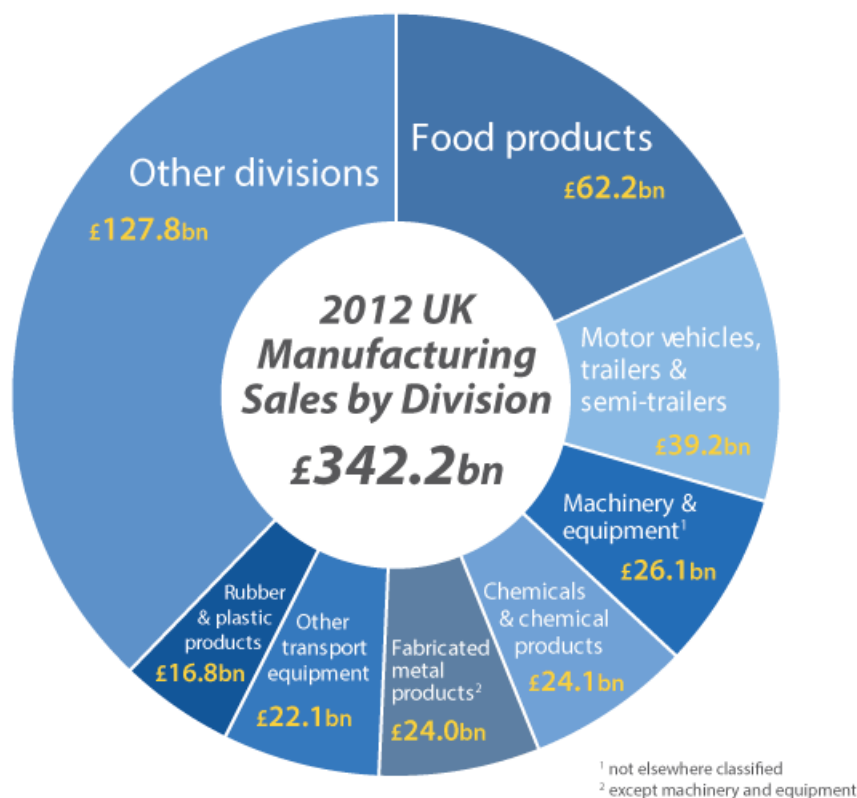 Food products
£62.2bn
Motor vehicles,
trailers &
semi-trailers
£39.2bn
Machinery &
equipment¹
£26.1bn
Chemicals
& chemical
products
£24.1bn
Fabricated
metal
products²
£24.0bn
Other
transport
equipment
£22.1bn
Rubber
& plastic
products
£16.8bn
Other divisions
£127.8bn
2012 UK
Manufacturing
Sales by Division
£342.2bn
¹ not elsewhere classified
² except machinery and equipment